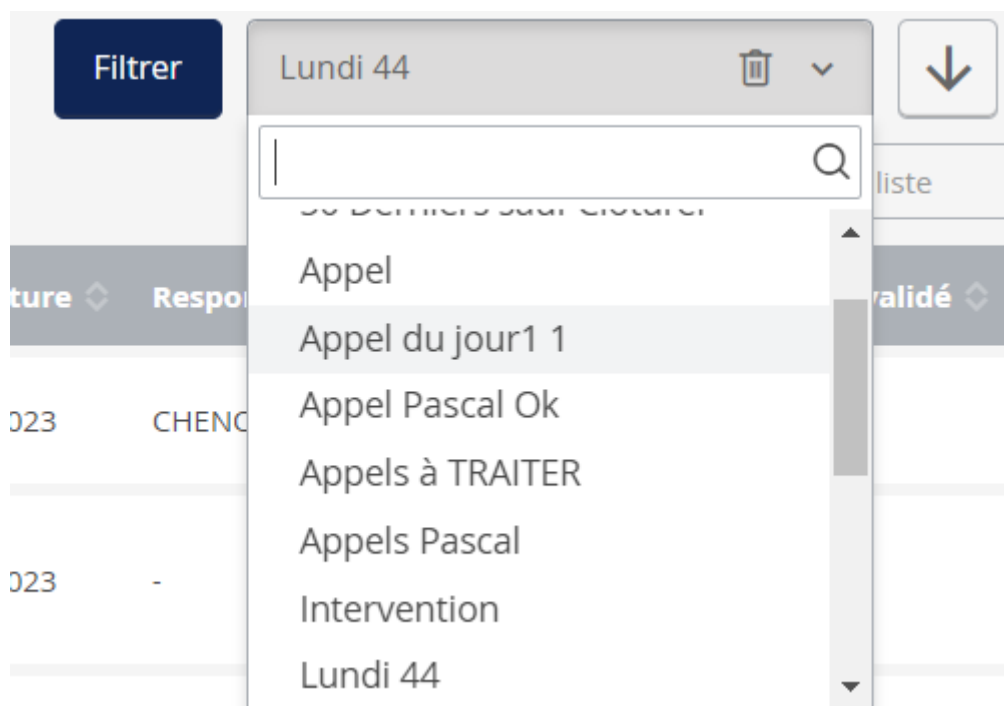 Filtrer Lundi 44
liste
Appel
ture Respo validé
Appel du jour1 1
Appel Pascal Ok
023 CHENC
Appels à TRAITER
Appels Pascal
023 -
Intervention
Lundi 44